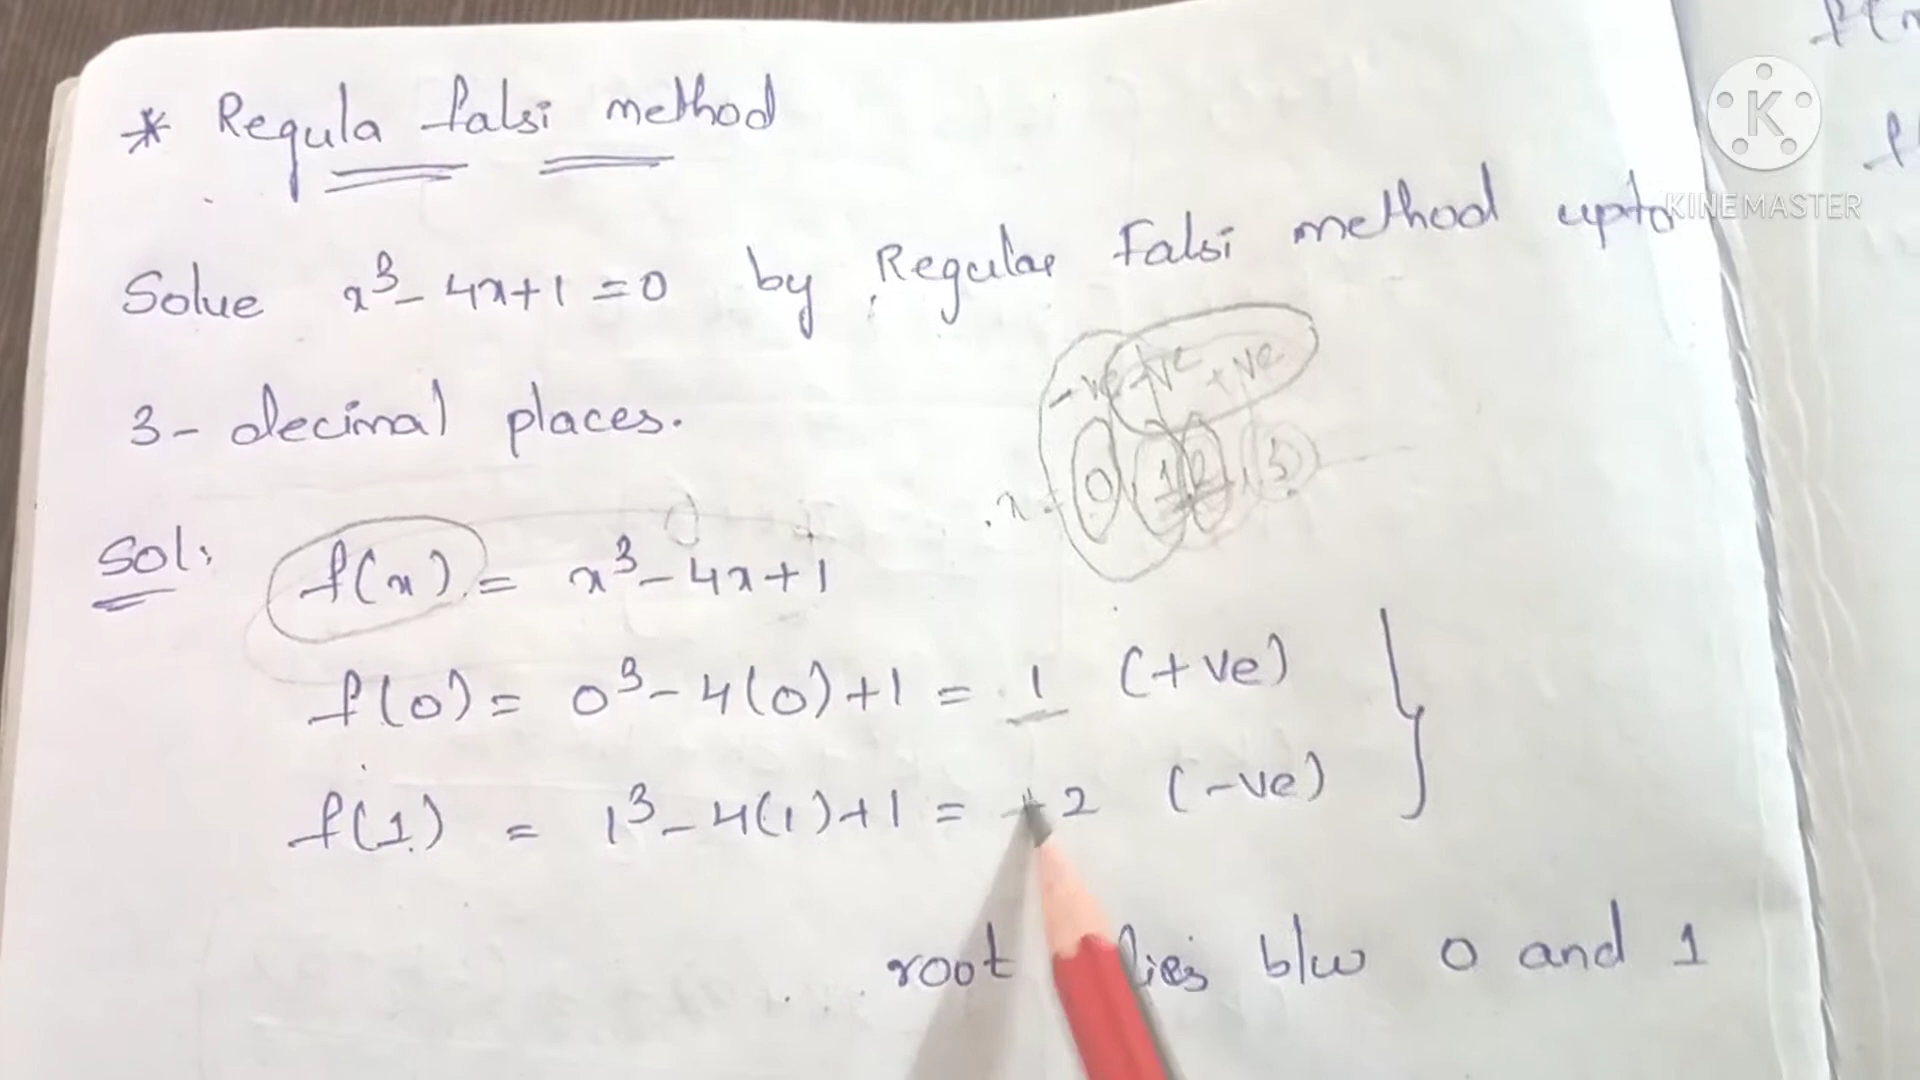 * Regula falsi method
Solve x³-4x+1=0 by Regular Falsi method upto
3-decimal places.
-ve +ve +ve
x = 0, 1, 2, 3
Sol: f(x) = x³-4x+1
f(0) = 0³-4(0)+1 = 1 (+ve)
f(1) = 1³-4(1)+1 = -2 (-ve)
root lies b/w 0 and 1
K
KINEMASTER